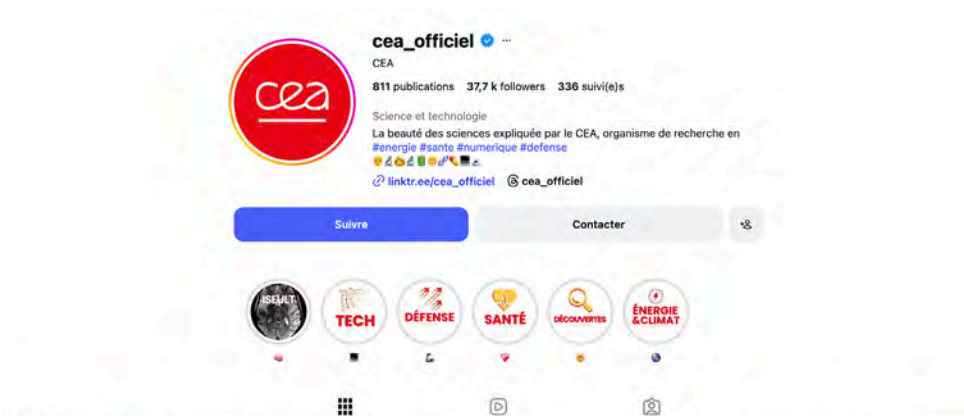 cea
cea_officiel
CEA
811 publications 37,7 k followers 336 suivi(e)s
Science et technologie
La beauté des sciences expliquée par le CEA, organisme de recherche en
#energie #sante #numerique #defense
linktr.ee/cea_officiel cea_officiel
Suivre
Contacter
ISEULT
TECH
DÉFENSE
SANTÉ
DÉCOUVERTES
ÉNERGIE
&CLIMAT